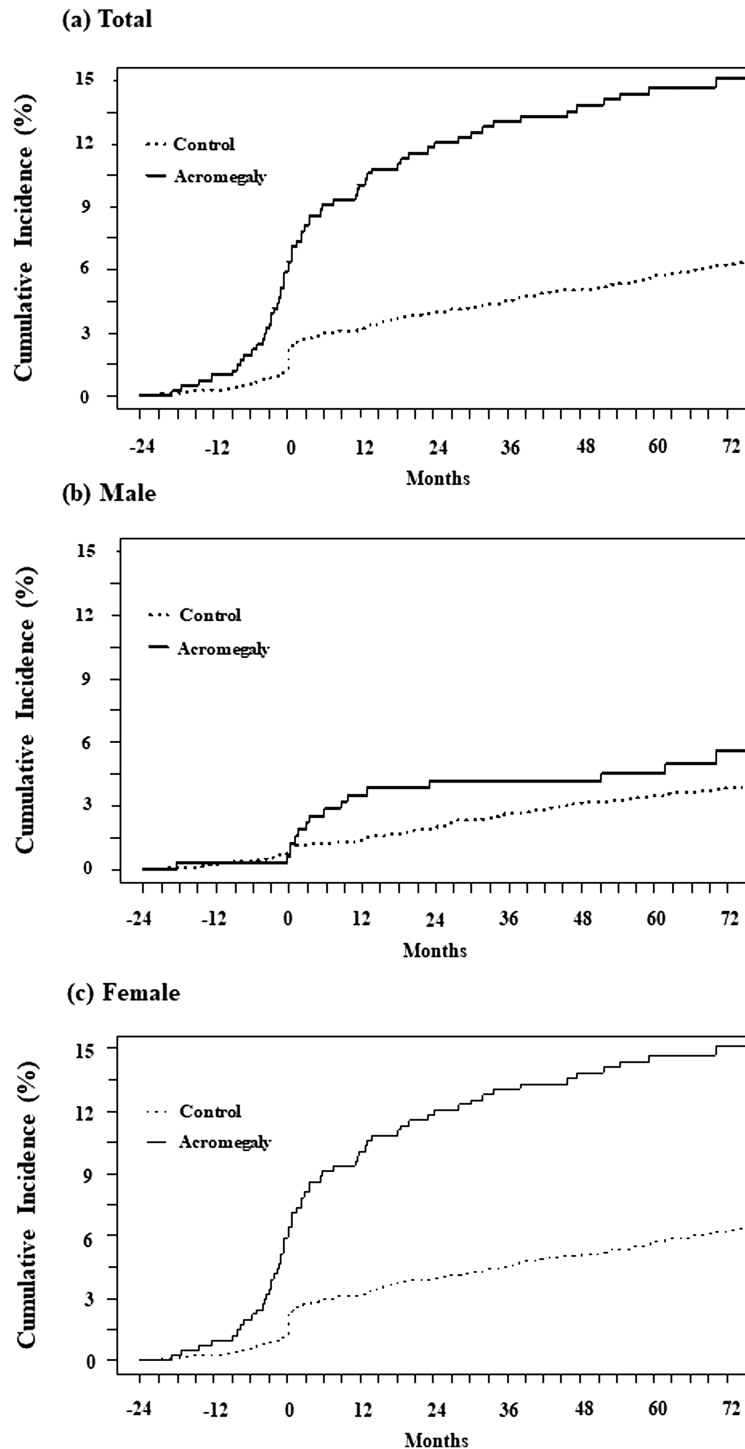 (a) Total
Cumulative Incidence (%)
15
12
9
6
3
0
Control
Acromegaly
-24 -12 0 12 24 36 48 60 72
Months
(b) Male
Cumulative Incidence (%)
15
12
9
6
3
0
Control
Acromegaly
-24 -12 0 12 24 36 48 60 72
Months
(c) Female
Cumulative Incidence (%)
15
12
9
6
3
0
Control
Acromegaly
-24 -12 0 12 24 36 48 60 72